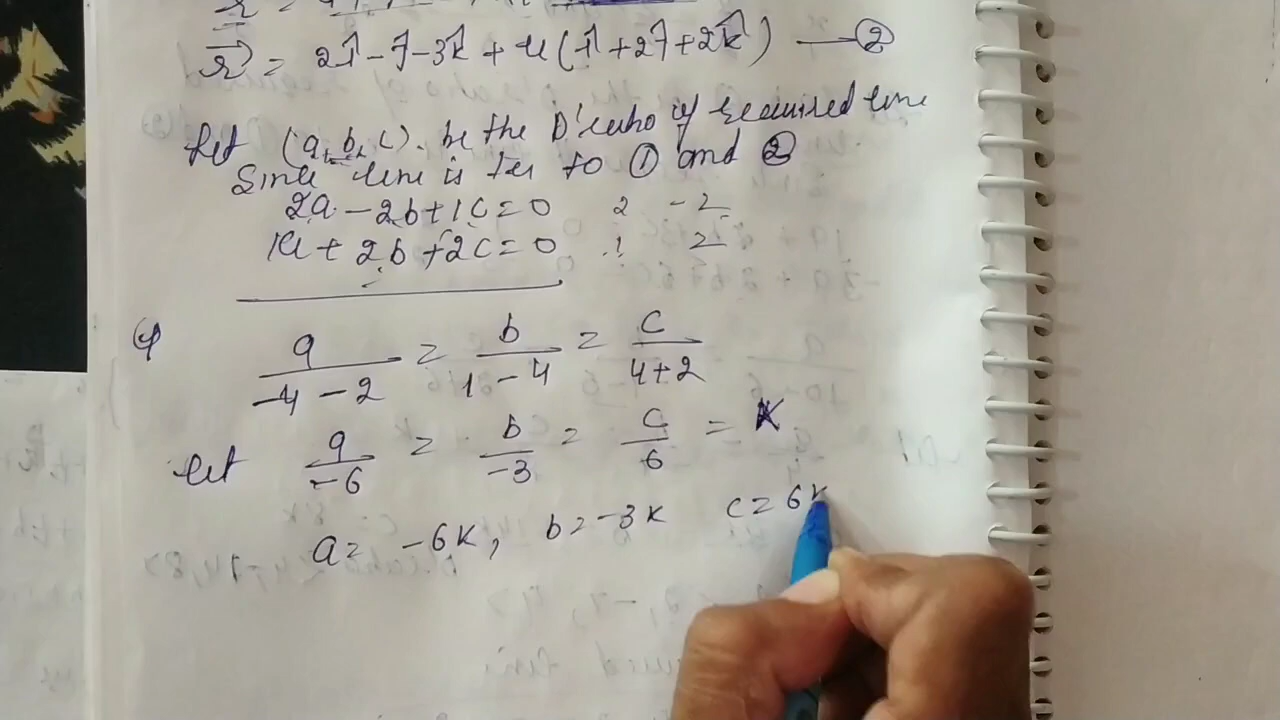 r⃗ = 2î - ĵ - 3k̂ + u(î + 2ĵ + 2k̂) — ②
Let (a, b, c). be the D'ratio of required line
Since line is ter to ① and ②
2a - 2b + 1c = 0 2 -2
1a + 2b + 2c = 0 1 2
a/(-4 - 2) = b/(1 - 4) = c/(4 + 2)
let a/-6 = b/-3 = c/6 = K
a = -6K, b = -3K c = 6K